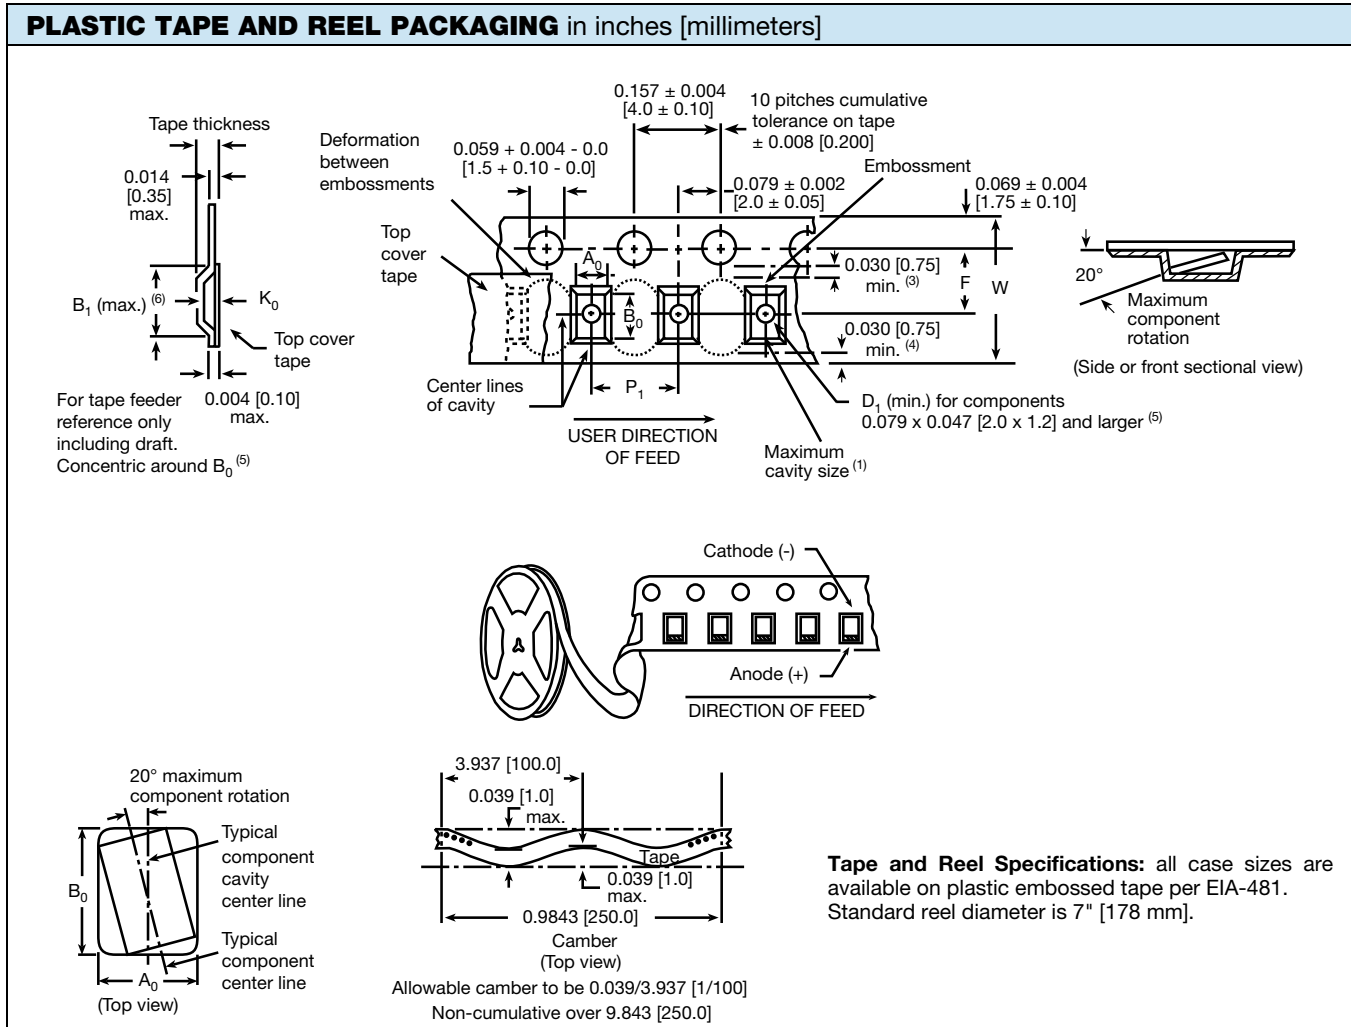 PLASTIC TAPE AND REEL PACKAGING in inches [millimeters]
Tape thickness
0.014
[0.35]
max.
B1 (max.) (6)
K0
Top cover
tape
0.004 [0.10]
max.
For tape feeder
reference only
including draft.
Concentric around B0 (5)
Deformation
between
embossments
Top
cover
tape
0.059 + 0.004 - 0.0
[1.5 + 0.10 - 0.0]
0.157 ± 0.004
[4.0 ± 0.10]
10 pitches cumulative
tolerance on tape
± 0.008 [0.200]
Embossment
0.079 ± 0.002
[2.0 ± 0.05]
0.069 ± 0.004
[1.75 ± 0.10]
A0
B0
0.030 [0.75]
min. (3)
F
W
0.030 [0.75]
min. (4)
Center lines
of cavity
P1
USER DIRECTION
OF FEED
D1 (min.) for components
0.079 x 0.047 [2.0 x 1.2] and larger (5)
Maximum
cavity size (1)
20°
Maximum
component
rotation
(Side or front sectional view)
Cathode (-)
Anode (+)
DIRECTION OF FEED
20° maximum
component rotation
Typical
component
cavity
center line
B0
Typical
component
center line
A0
(Top view)
3.937 [100.0]
0.039 [1.0]
max.
Tape
0.039 [1.0]
max.
0.9843 [250.0]
Camber
(Top view)
Allowable camber to be 0.039/3.937 [1/100]
Non-cumulative over 9.843 [250.0]
Tape and Reel Specifications: all case sizes are
available on plastic embossed tape per EIA-481.
Standard reel diameter is 7" [178 mm].